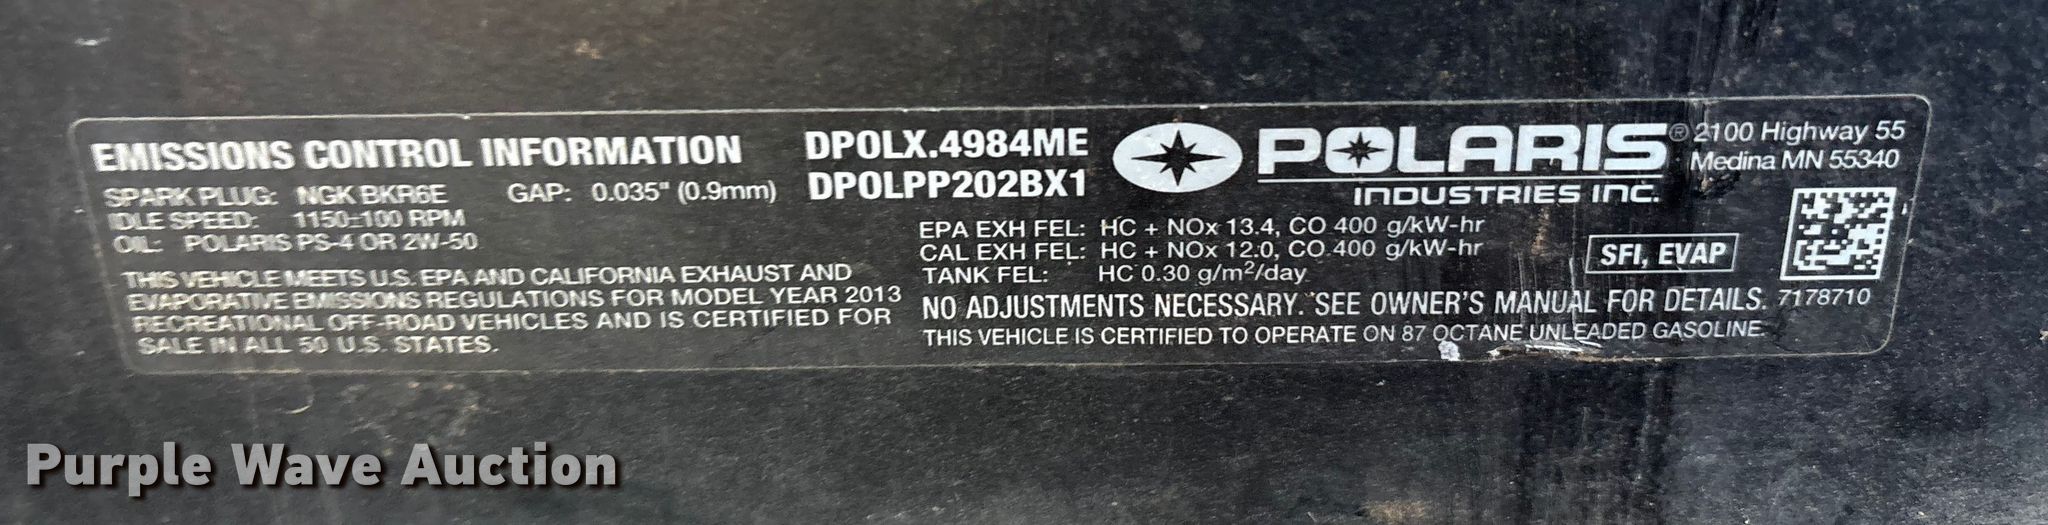 EMISSIONS CONTROL INFORMATION
SPARK PLUG: NGK BKR6E GAP: 0.035" (0.9mm)
IDLE SPEED: 1150±100 RPM
OIL: POLARIS PS-4 OR 2W-50
THIS VEHICLE MEETS U.S. EPA AND CALIFORNIA EXHAUST AND
EVAPORATIVE EMISSIONS REGULATIONS FOR MODEL YEAR 2013
RECREATIONAL OFF-ROAD VEHICLES AND IS CERTIFIED FOR
SALE IN ALL 50 U.S. STATES.
DPOLX.4984ME
DPOLPP202BX1
POLARIS®
INDUSTRIES INC.
2100 Highway 55
Medina MN 55340
EPA EXH FEL: HC + NOx 13.4, CO 400 g/kW-hr
CAL EXH FEL: HC + NOx 12.0, CO 400 g/kW-hr
TANK FEL: HC 0.30 g/m²/day
SFI, EVAP
NO ADJUSTMENTS NECESSARY. SEE OWNER'S MANUAL FOR DETAILS.
7178710
THIS VEHICLE IS CERTIFIED TO OPERATE ON 87 OCTANE UNLEADED GASOLINE.
Purple Wave Auction